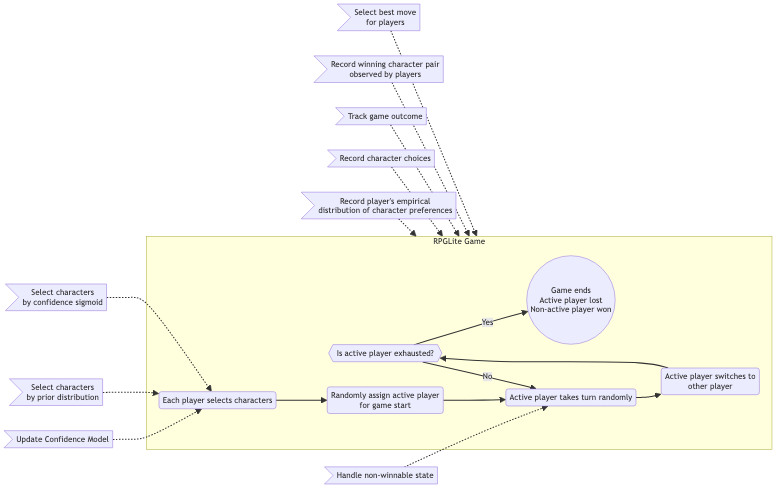 Select best move
for players
Record winning character pair
observed by players
Track game outcome
Record character choices
Record player's empirical
distribution of character preferences
RPGLite Game
Select characters
by confidence sigmoid
Game ends
Active player lost
Non-active player won
Yes
Is active player exhausted?
No
Active player switches to
other player
Select characters
by prior distribution
Each player selects characters
Randomly assign active player
for game start
Active player takes turn randomly
Update Confidence Model
Handle non-winnable state